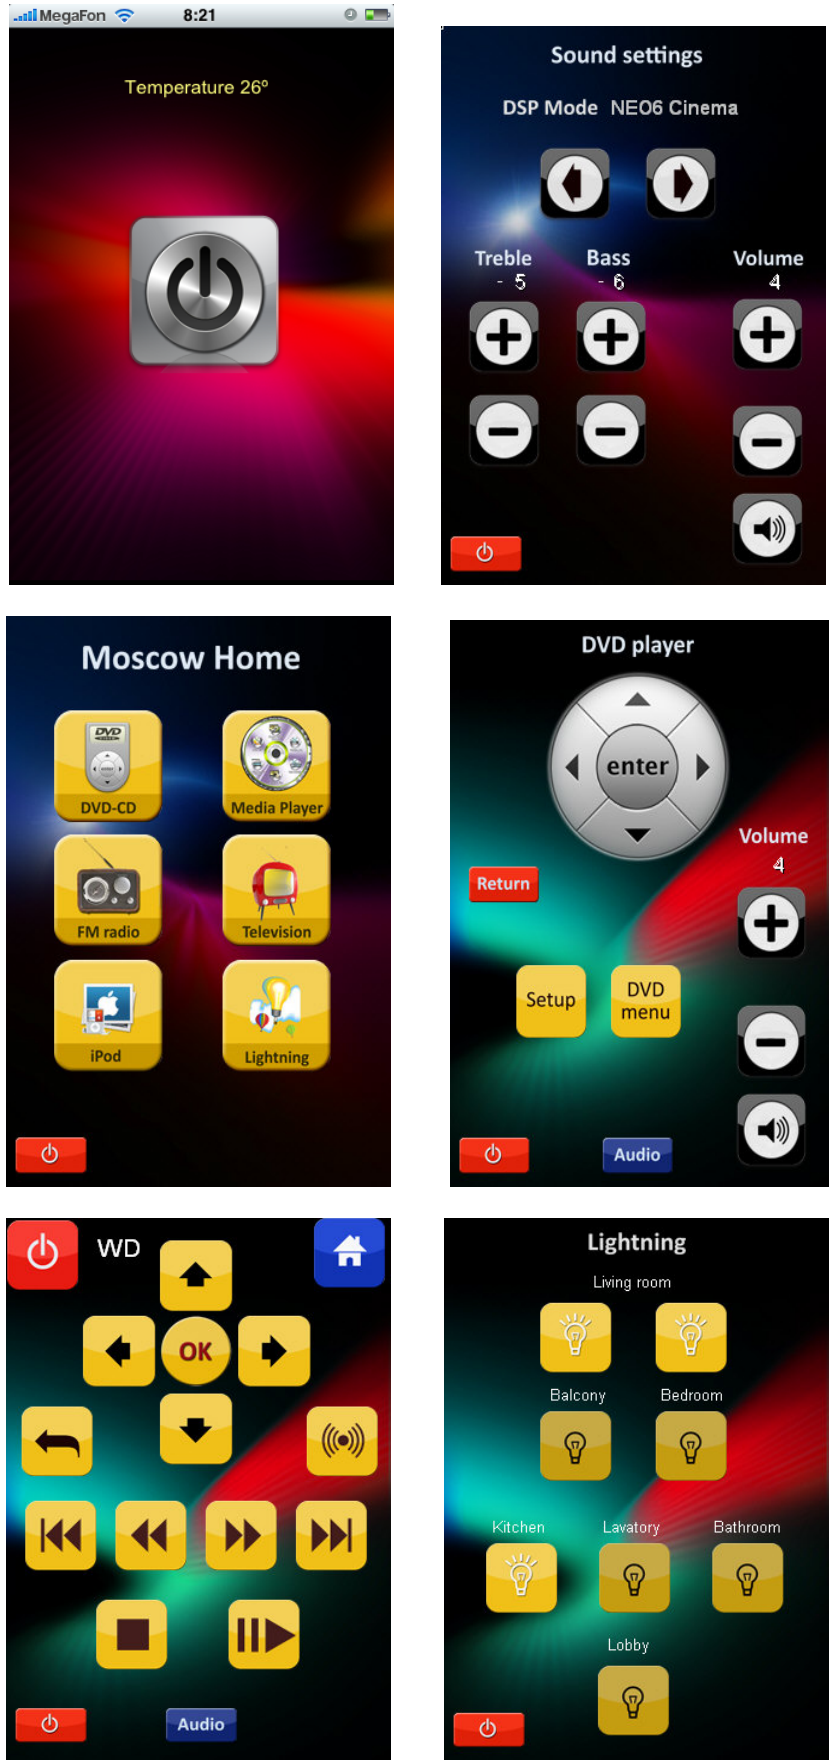 MegaFon 8:21
Temperature 26º
Sound settings
DSP Mode NEO6 Cinema
Treble Bass Volume
- 5 - 6 4
Moscow Home
DVD
VIDEO
DVD-CD Media Player
FM radio Television
iPod Lightning
DVD player
enter
Volume
4
Return
Setup DVD
menu
Audio
WD
OK
Audio
Lightning
Living room
Balcony Bedroom
Kitchen Lavatory Bathroom
Lobby